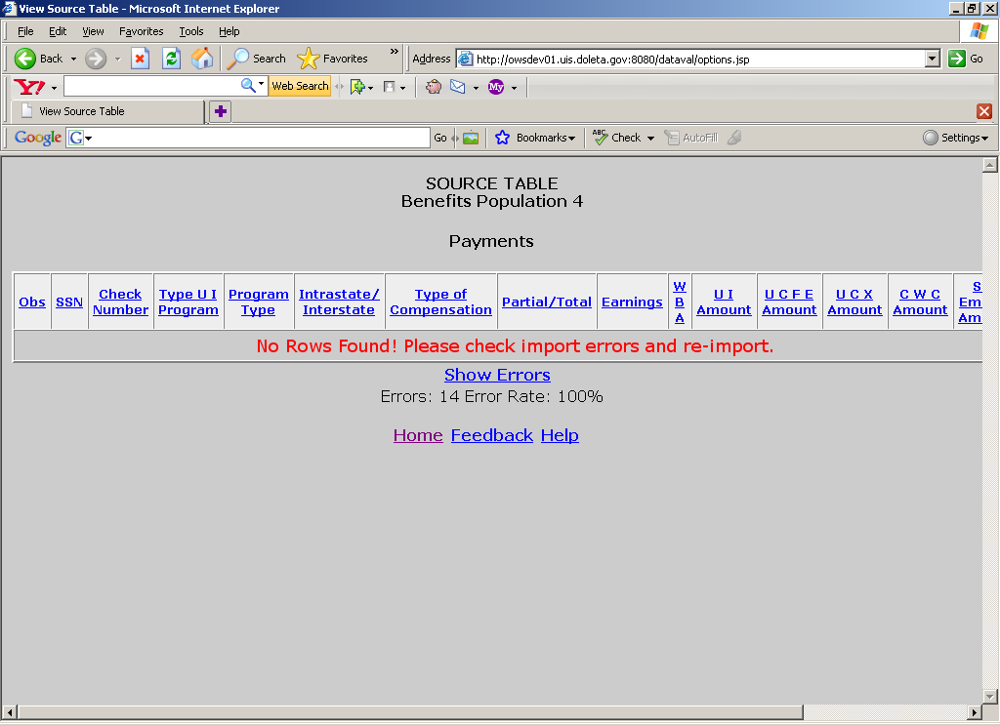 View Source Table - Microsoft Internet Explorer
File Edit View Favorites Tools Help
Back Search Favorites » Address http://owsdev01.uis.doleta.gov:8080/dataval/options.jsp Go
Y! Web Search My
View Source Table
Google G Go Bookmarks ABC Check AutoFill Settings
SOURCE TABLE
Benefits Population 4
Payments
Obs SSN Check Number Type U I Program Program Type Intrastate/ Interstate Type of Compensation Partial/Total Earnings W B A U I Amount U C F E Amount U C X Amount C W C Amount S Em Am
No Rows Found! Please check import errors and re-import.
Show Errors
Errors: 14 Error Rate: 100%
Home Feedback Help